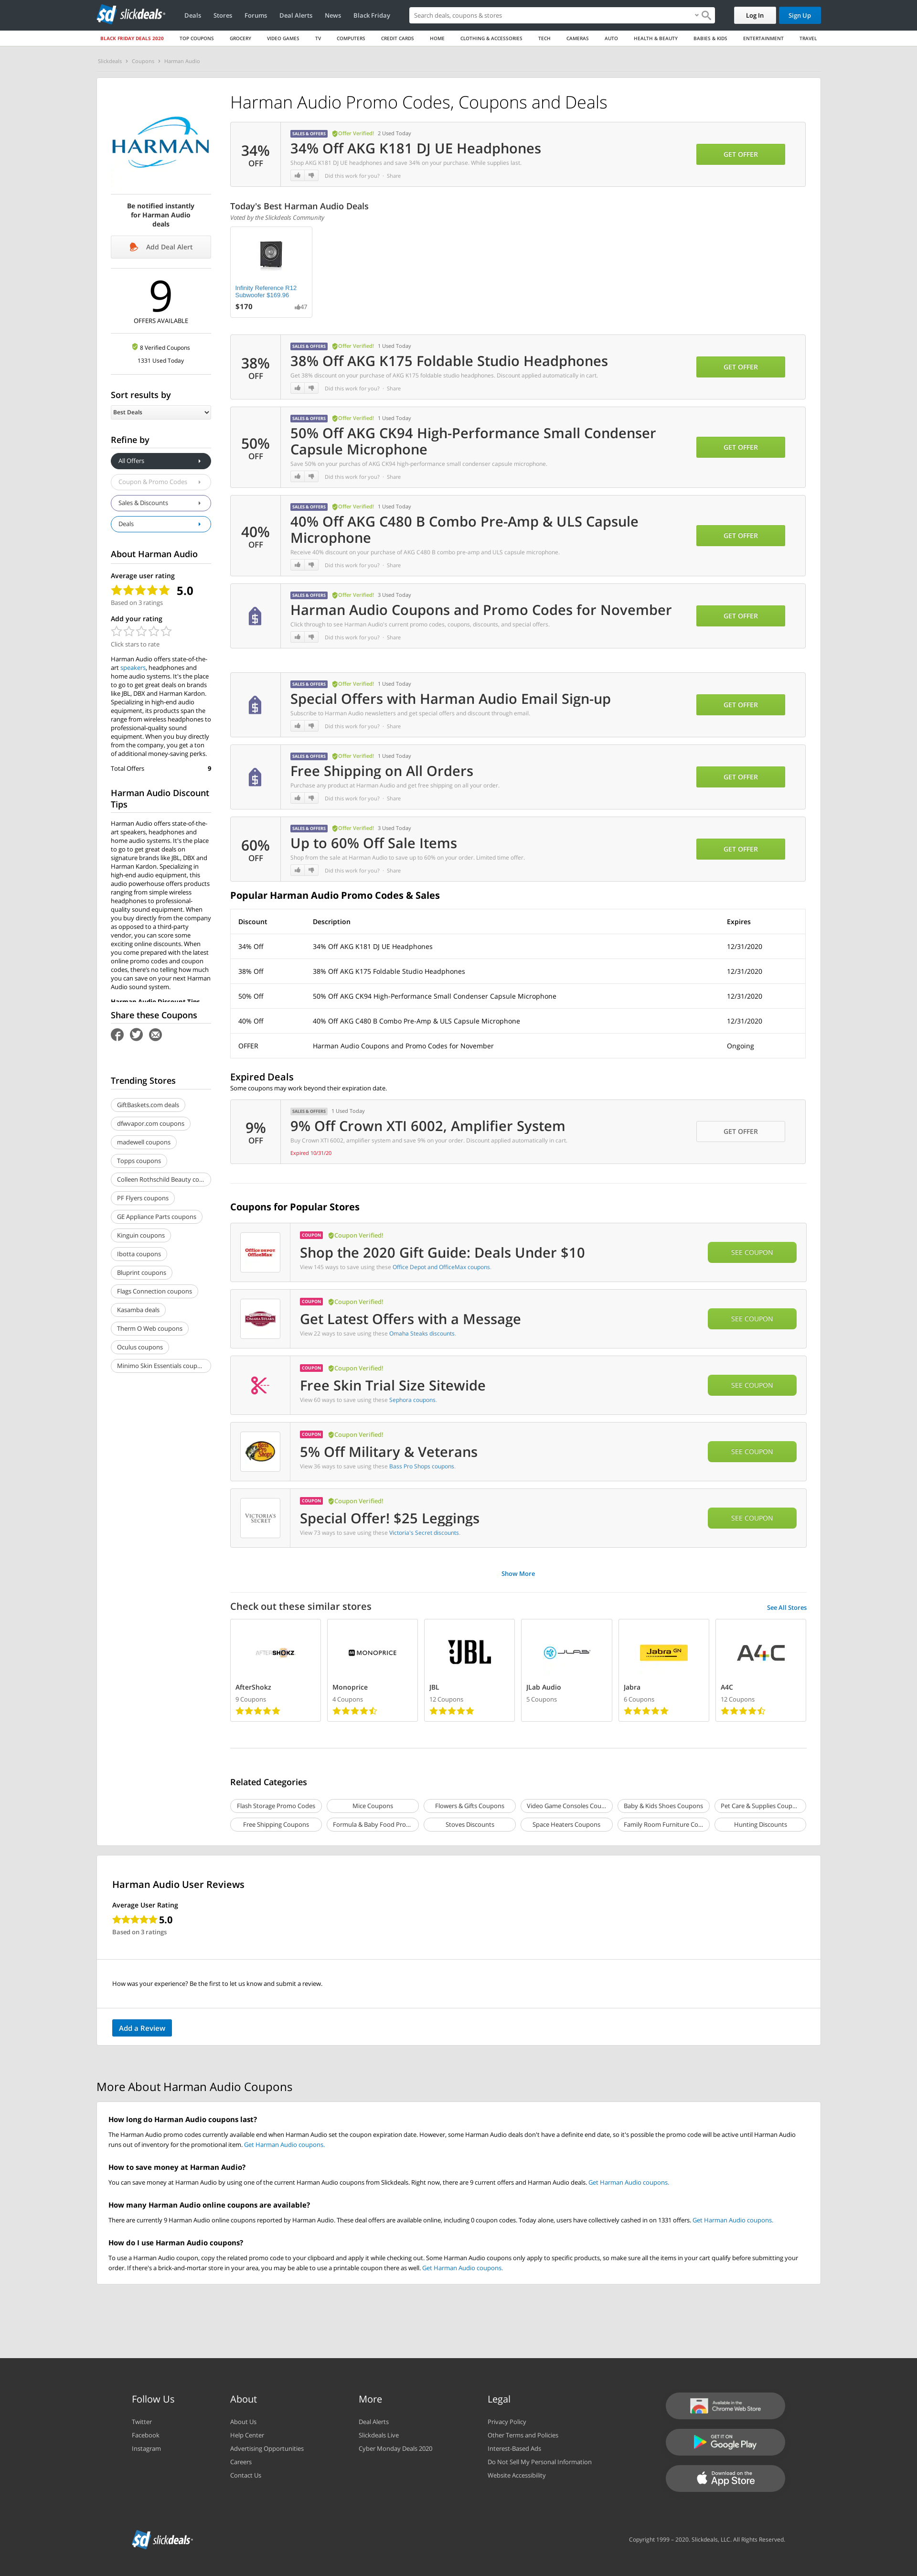 sd slickdeals
Deals Stores Forums Deal Alerts News Black Friday
Search deals, coupons & stores
Log In
Sign Up
BLACK FRIDAY DEALS 2020 TOP COUPONS GROCERY VIDEO GAMES TV COMPUTERS CREDIT CARDS HOME CLOTHING & ACCESSORIES TECH CAMERAS AUTO HEALTH & BEAUTY BABIES & KIDS ENTERTAINMENT TRAVEL
Slickdeals Coupons Harman Audio
HARMAN
Be notified instantly
for Harman Audio
deals
Add Deal Alert
9
OFFERS AVAILABLE
8 Verified Coupons
1331 Used Today
Sort results by
Best Deals
Refine by
All Offers
Coupon & Promo Codes
Sales & Discounts
Deals
About Harman Audio
Average user rating
5.0
Based on 3 ratings
Add your rating
Click stars to rate
Harman Audio offers state-of-the-
art speakers, headphones and
home audio systems. It's the place
to go to get great deals on brands
like JBL, DBX and Harman Kardon.
Specializing in high-end audio
equipment, its products span the
range from wireless headphones to
professional-quality sound
equipment. When you buy directly
from the company, you get a ton
of additional money-saving perks.
Total Offers 9
Harman Audio Discount
Tips
Harman Audio offers state-of-the-
art speakers, headphones and
home audio systems. It's the place
to go to get great deals on
signature brands like JBL, DBX and
Harman Kardon. Specializing in
high-end audio equipment, this
audio powerhouse offers products
ranging from simple wireless
headphones to professional-
quality sound equipment. When
you buy directly from the company
as opposed to a third-party
vendor, you can score some
exciting online discounts. When
you come prepared with the latest
online promo codes and coupon
codes, there's no telling how much
you can save on your next Harman
Audio sound system.
Harman Audio Discount Tips
Share these Coupons
Trending Stores
GiftBaskets.com deals
dfwvapor.com coupons
madewell coupons
Topps coupons
Colleen Rothschild Beauty co...
PF Flyers coupons
GE Appliance Parts coupons
Kinguin coupons
Ibotta coupons
Bluprint coupons
Flags Connection coupons
Kasamba deals
Therm O Web coupons
Oculus coupons
Minimo Skin Essentials coup...
Harman Audio Promo Codes, Coupons and Deals
34%
OFF
SALES & OFFERS Offer Verified! 2 Used Today
34% Off AKG K181 DJ UE Headphones
Shop AKG K181 DJ UE headphones and save 34% on your purchase. While supplies last.
Did this work for you? · Share
GET OFFER
Today's Best Harman Audio Deals
Voted by the Slickdeals Community
Infinity Reference R12
Subwoofer $169.96
$170 47
38%
OFF
SALES & OFFERS Offer Verified! 1 Used Today
38% Off AKG K175 Foldable Studio Headphones
Get 38% discount on your purchase of AKG K175 foldable studio headphones. Discount applied automatically in cart.
Did this work for you? · Share
GET OFFER
50%
OFF
SALES & OFFERS Offer Verified! 1 Used Today
50% Off AKG CK94 High-Performance Small Condenser
Capsule Microphone
Save 50% on your purchas of AKG CK94 high-performance small condenser capsule microphone.
Did this work for you? · Share
GET OFFER
40%
OFF
SALES & OFFERS Offer Verified! 1 Used Today
40% Off AKG C480 B Combo Pre-Amp & ULS Capsule
Microphone
Receive 40% discount on your purchase of AKG C480 B combo pre-amp and ULS capsule microphone.
Did this work for you? · Share
GET OFFER
SALES & OFFERS Offer Verified! 3 Used Today
Harman Audio Coupons and Promo Codes for November
Click through to see Harman Audio's current promo codes, coupons, discounts, and special offers.
Did this work for you? · Share
GET OFFER
SALES & OFFERS Offer Verified! 1 Used Today
Special Offers with Harman Audio Email Sign-up
Subscribe to Harman Audio newsletters and get special offers and discount through email.
Did this work for you? · Share
GET OFFER
SALES & OFFERS Offer Verified! 1 Used Today
Free Shipping on All Orders
Purchase any product at Harman Audio and get free shipping on all your order.
Did this work for you? · Share
GET OFFER
60%
OFF
SALES & OFFERS Offer Verified! 3 Used Today
Up to 60% Off Sale Items
Shop from the sale at Harman Audio to save up to 60% on your order. Limited time offer.
Did this work for you? · Share
GET OFFER
Popular Harman Audio Promo Codes & Sales
Discount Description Expires
34% Off 34% Off AKG K181 DJ UE Headphones 12/31/2020
38% Off 38% Off AKG K175 Foldable Studio Headphones 12/31/2020
50% Off 50% Off AKG CK94 High-Performance Small Condenser Capsule Microphone 12/31/2020
40% Off 40% Off AKG C480 B Combo Pre-Amp & ULS Capsule Microphone 12/31/2020
OFFER Harman Audio Coupons and Promo Codes for November Ongoing
Expired Deals
Some coupons may work beyond their expiration date.
9%
OFF
SALES & OFFERS 1 Used Today
9% Off Crown XTI 6002, Amplifier System
Buy Crown XTI 6002, amplifier system and save 9% on your order. Discount applied automatically in cart.
Expired 10/31/20
GET OFFER
Coupons for Popular Stores
Office DEPOT
OfficeMax
COUPON Coupon Verified!
Shop the 2020 Gift Guide: Deals Under $10
View 145 ways to save using these Office Depot and OfficeMax coupons.
SEE COUPON
OMAHA STEAKS
COUPON Coupon Verified!
Get Latest Offers with a Message
View 22 ways to save using these Omaha Steaks discounts.
SEE COUPON
COUPON Coupon Verified!
Free Skin Trial Size Sitewide
View 60 ways to save using these Sephora coupons.
SEE COUPON
Bass Pro Shops
COUPON Coupon Verified!
5% Off Military & Veterans
View 36 ways to save using these Bass Pro Shops coupons.
SEE COUPON
VICTORIA'S
SECRET
COUPON Coupon Verified!
Special Offer! $25 Leggings
View 73 ways to save using these Victoria's Secret discounts.
SEE COUPON
Show More
Check out these similar stores See All Stores
AFTERSHOKZ
AfterShokz
9 Coupons
MONOPRICE
Monoprice
4 Coupons
JBL
JBL
12 Coupons
JLAB
JLab Audio
5 Coupons
Jabra GN
Jabra
6 Coupons
A4C
A4C
12 Coupons
Related Categories
Flash Storage Promo Codes Mice Coupons Flowers & Gifts Coupons Video Game Consoles Cou... Baby & Kids Shoes Coupons Pet Care & Supplies Coup...
Free Shipping Coupons Formula & Baby Food Pro... Stoves Discounts Space Heaters Coupons Family Room Furniture Co... Hunting Discounts
Harman Audio User Reviews
Average User Rating
5.0
Based on 3 ratings
How was your experience? Be the first to let us know and submit a review.
Add a Review
More About Harman Audio Coupons
How long do Harman Audio coupons last?
The Harman Audio promo codes currently available end when Harman Audio set the coupon expiration date. However, some Harman Audio deals don't have a definite end date, so it's possible the promo code will be active until Harman Audio
runs out of inventory for the promotional item. Get Harman Audio coupons.
How to save money at Harman Audio?
You can save money at Harman Audio by using one of the current Harman Audio coupons from Slickdeals. Right now, there are 9 current offers and Harman Audio deals. Get Harman Audio coupons.
How many Harman Audio online coupons are available?
There are currently 9 Harman Audio online coupons reported by Harman Audio. These deal offers are available online, including 0 coupon codes. Today alone, users have collectively cashed in on 1331 offers. Get Harman Audio coupons.
How do I use Harman Audio coupons?
To use a Harman Audio coupon, copy the related promo code to your clipboard and apply it while checking out. Some Harman Audio coupons only apply to specific products, so make sure all the items in your cart qualify before submitting your
order. If there's a brick-and-mortar store in your area, you may be able to use a printable coupon there as well. Get Harman Audio coupons.
Follow Us
Twitter
Facebook
Instagram
About
About Us
Help Center
Advertising Opportunities
Careers
Contact Us
More
Deal Alerts
Slickdeals Live
Cyber Monday Deals 2020
Legal
Privacy Policy
Other Terms and Policies
Interest-Based Ads
Do Not Sell My Personal Information
Website Accessibility
Available in the
Chrome Web Store
GET IT ON
Google Play
Download on the
App Store
sd slickdeals
Copyright 1999 – 2020. Slickdeals, LLC. All Rights Reserved.